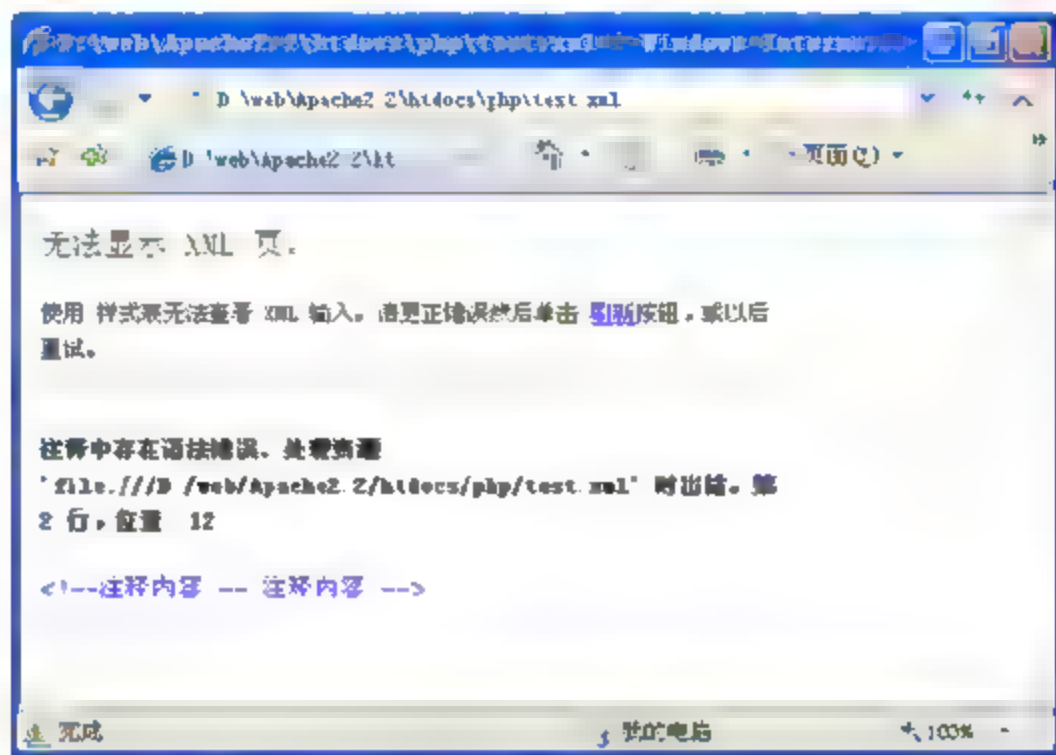 D:\web\Apache2.2\htdocs\php\test.xml
D:\web\Apache2.2\ht
页面(P)
无法显示 XML 页。
使用 样式表无法查看 XML 输入。请更正错误然后单击 刷新按钮，或以后
重试。
注释中存在语法错误。处理资源
'file:///D:/web/Apache2.2/htdocs/php/test.xml' 时出错。第
2 行，位置 12
<!--注释内容 -- 注释内容 -->
完成
我的电脑
100%